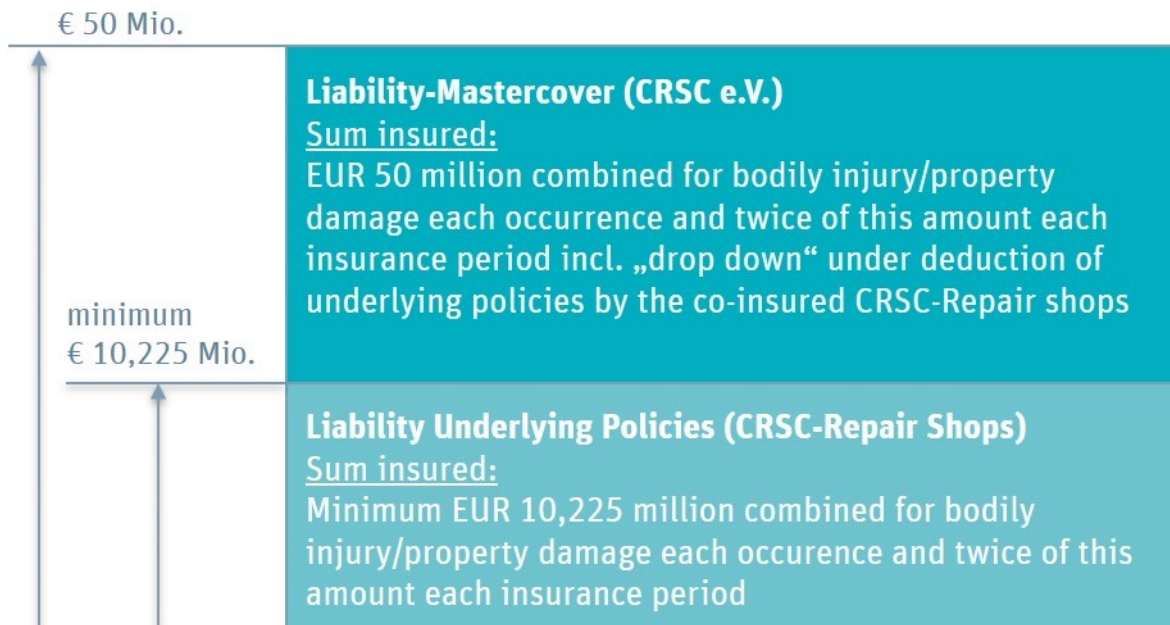 € 50 Mio.
Liability-Mastercover (CRSC e.V.)
Sum insured:
EUR 50 million combined for bodily injury/property
damage each occurrence and twice of this amount each
insurance period incl. „drop down“ under deduction of
underlying policies by the co-insured CRSC-Repair shops
minimum
€ 10,225 Mio.
Liability Underlying Policies (CRSC-Repair Shops)
Sum insured:
Minimum EUR 10,225 million combined for bodily
injury/property damage each occurence and twice of this
amount each insurance period